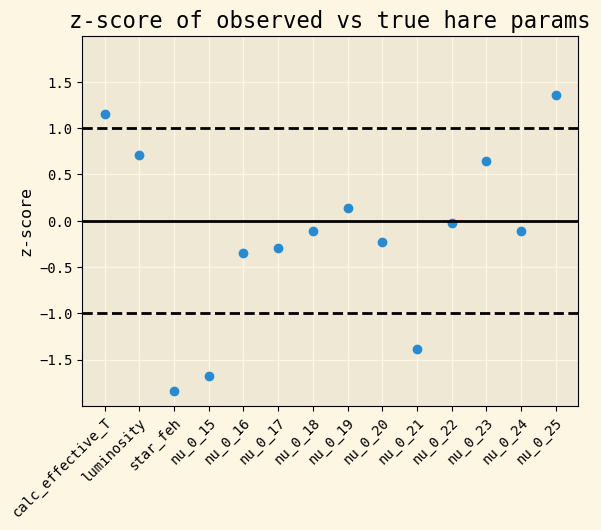 z-score of observed vs true hare params
z-score
1.5
1.0
0.5
0.0
−0.5
−1.0
−1.5
calc_effective_T
luminosity
star_feh
nu_0_15
nu_0_16
nu_0_17
nu_0_18
nu_0_19
nu_0_20
nu_0_21
nu_0_22
nu_0_23
nu_0_24
nu_0_25